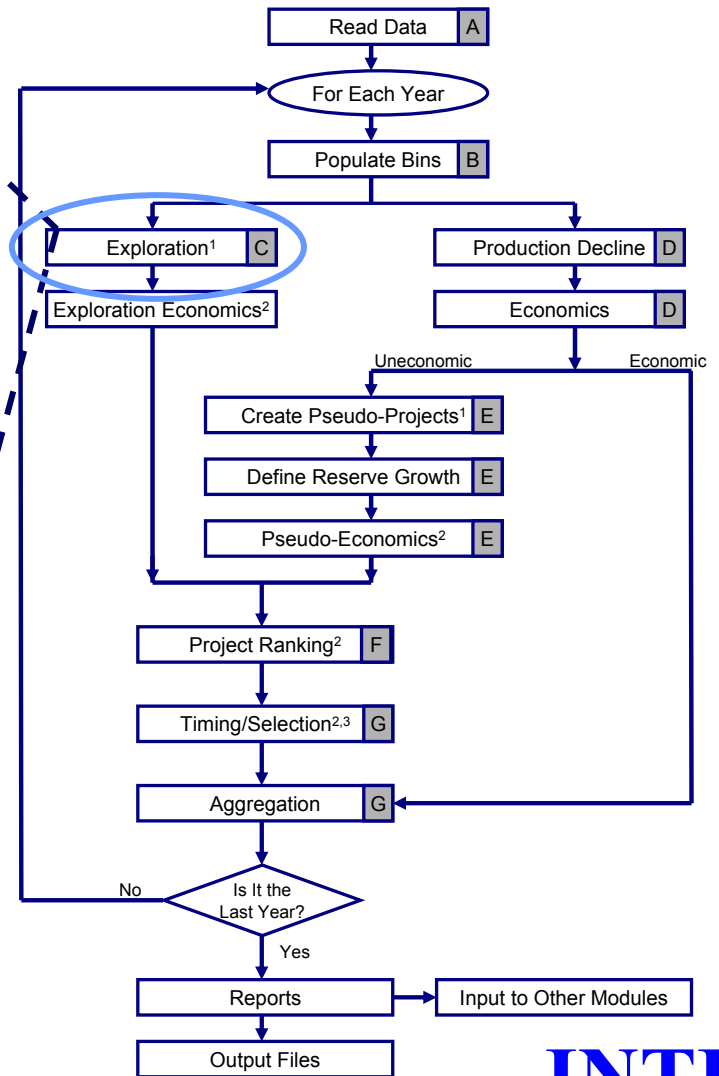 Read Data A
For Each Year
Populate Bins B
Exploration¹ C
Production Decline D
Exploration Economics²
Economics D
Uneconomic
Economic
Create Pseudo-Projects¹ E
Define Reserve Growth E
Pseudo-Economics² E
Project Ranking² F
Timing/Selection²,³ G
Aggregation G
No
Is It the
Last Year?
Yes
Reports
Input to Other Modules
Output Files